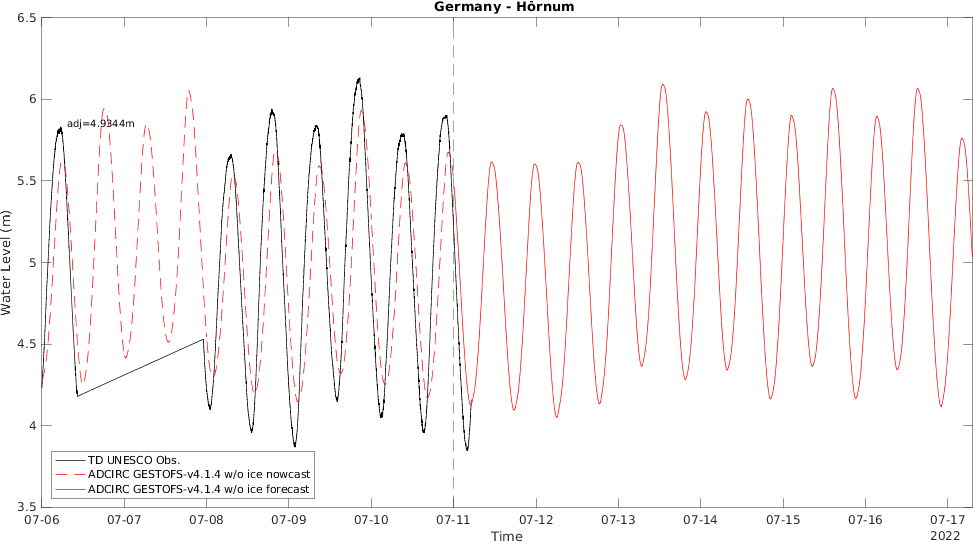 Germany - Hörnum
6.5
6
5.5
5
4.5
4
3.5
Water Level (m)
adj=4.9344m
TD UNESCO Obs.
ADCIRC GESTOFS-v4.1.4 w/o ice nowcast
ADCIRC GESTOFS-v4.1.4 w/o ice forecast
07-06 07-07 07-08 07-09 07-10 07-11 07-12 07-13 07-14 07-15 07-16 07-17
Time
2022